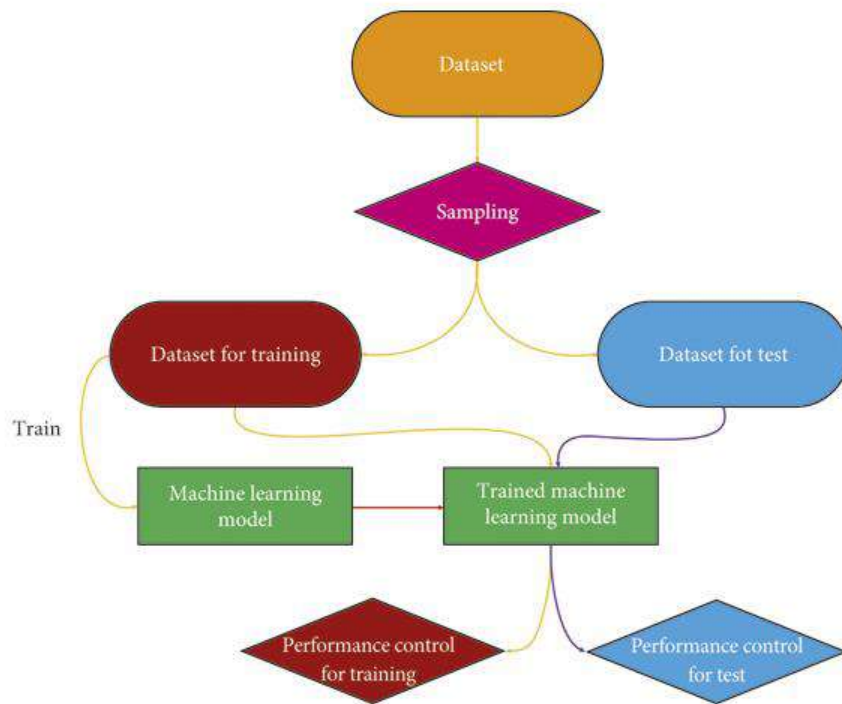 Dataset
Sampling
Dataset for training
Dataset fot test
Train
Machine learning
model
Trained machine
learning model
Performance control
for training
Performance control
for test